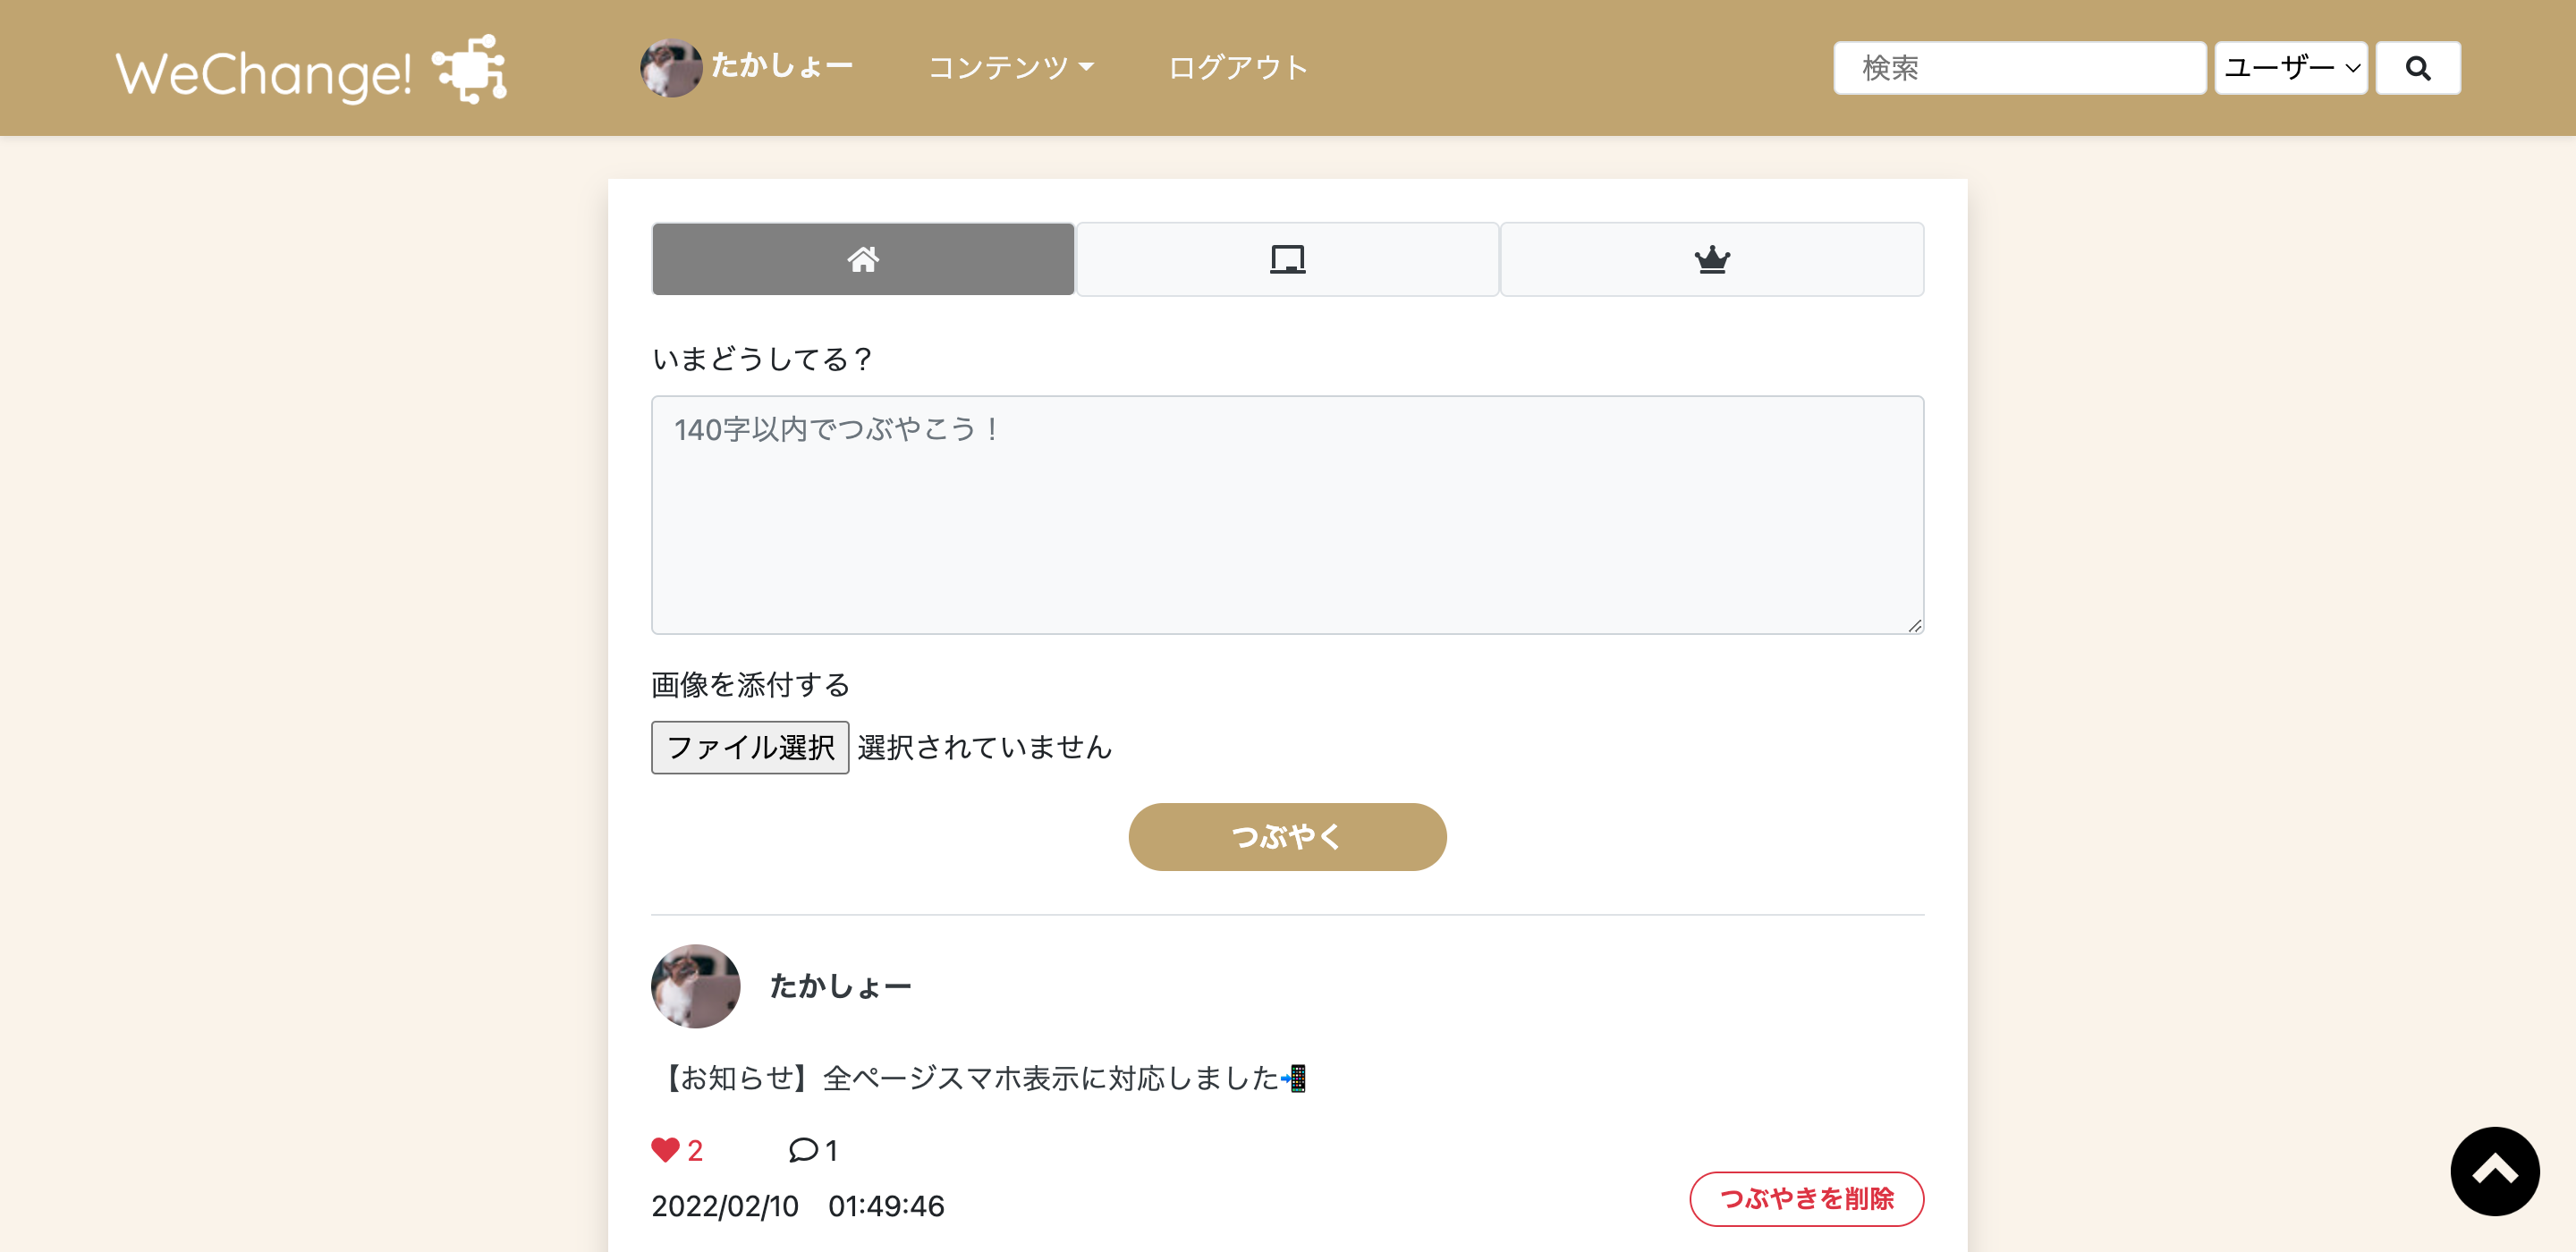 WeChange!
たかしょー
コンテンツ
ログアウト
検索
ユーザー
いまどうしてる？
140字以内でつぶやこう！
画像を添付する
ファイル選択 選択されていません
つぶやく
たかしょー
【お知らせ】全ページスマホ表示に対応しました📲
2
1
2022/02/10 01:49:46
つぶやきを削除